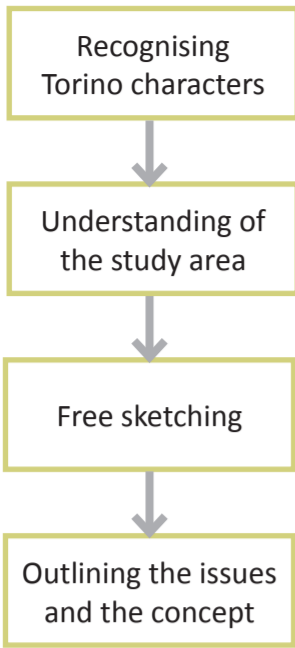 Recognising
Torino characters
Understanding of
the study area
Free sketching
Outlining the issues
and the concept